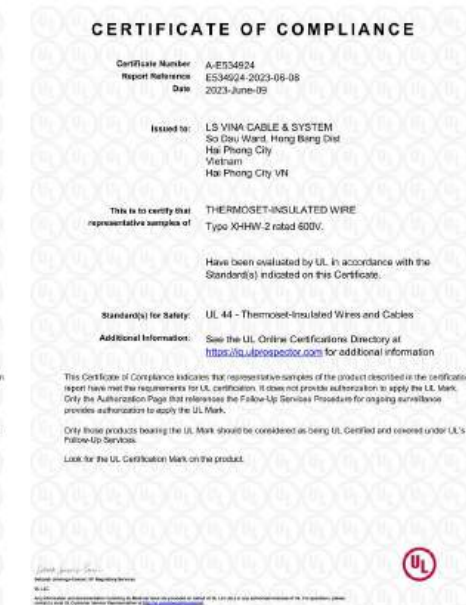 CERTIFICATE OF COMPLIANCE
Certificate Number A-E534924
Report Reference E534924-2023-06-08
Date 2023-June-09
Issued to: LS VINA CABLE & SYSTEM
So Dau Ward, Hong Bang Dist
Hai Phong City
Vietnam
Hai Phong City VN
This is to certify that THERMOSET-INSULATED WIRE
representative samples of Type XHHW-2 rated 600V.
Have been evaluated by UL in accordance with the
Standard(s) indicated on this Certificate.
Standard(s) for Safety: UL 44 - Thermoset-Insulated Wires and Cables
Additional Information: See the UL Online Certifications Directory at
https://iq.ulprospector.com for additional information
This Certificate of Compliance indicates that representative samples of the product described in the certification
report have met the requirements for UL certification. It does not provide authorization to apply the UL Mark.
Only the Authorization Page that references the Follow-Up Services Procedure for ongoing surveillance
provides authorization to apply the UL Mark.
Only those products bearing the UL Mark should be considered as being UL Certified and covered under UL's
Follow-Up Services.
Look for the UL Certification Mark on the product.
UL